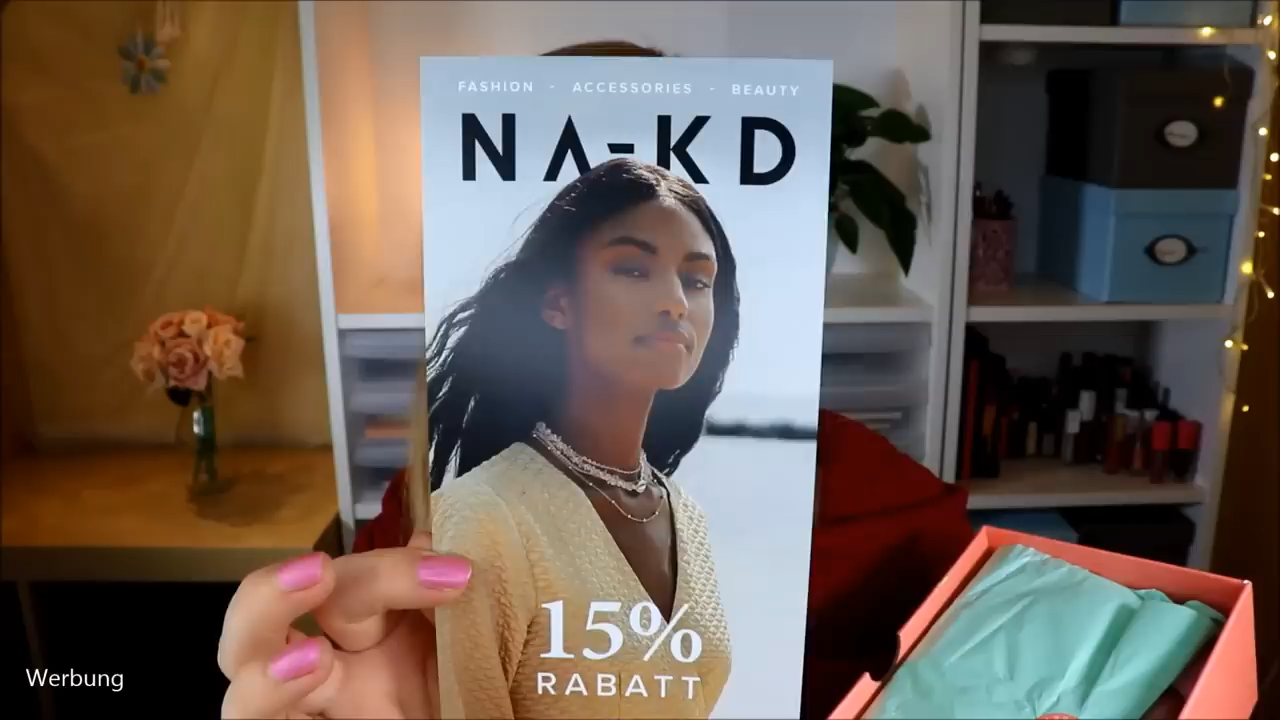 FASHION - ACCESSORIES - BEAUTY
NA-KD
15%
RABATT
Werbung